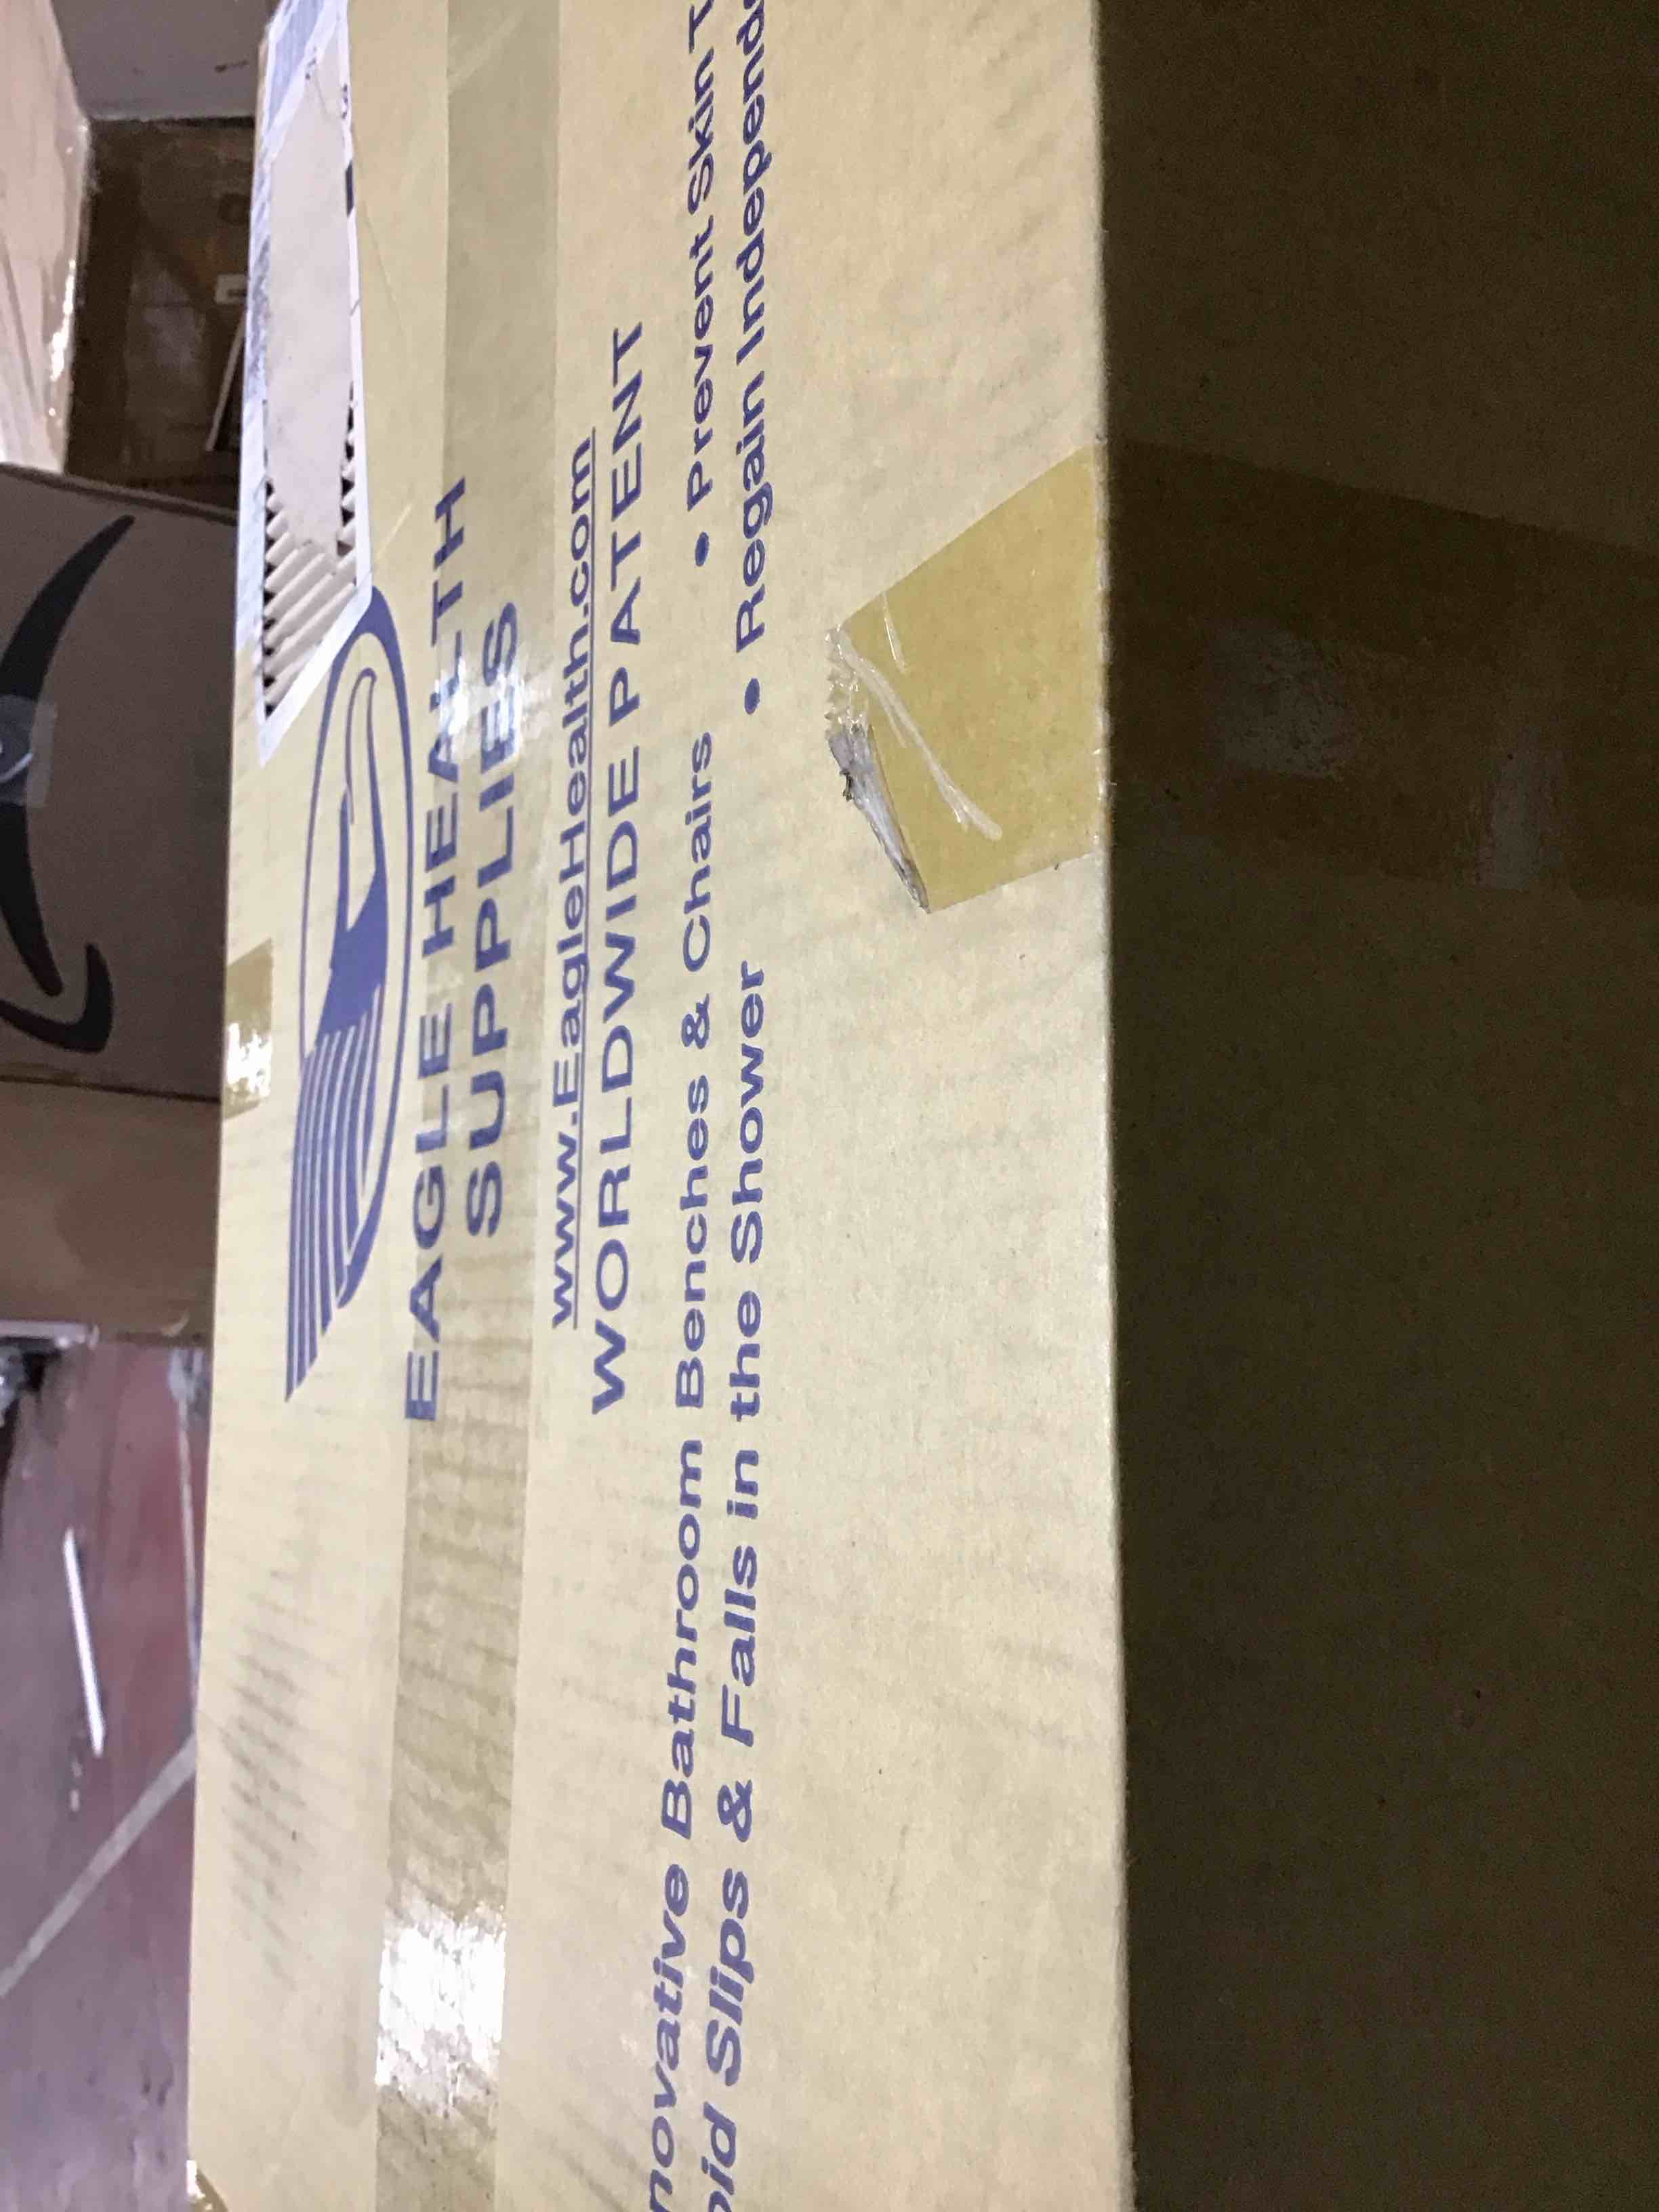 EAGLE HEALTH
SUPPLIES
www.EagleHealth.com
WORLDWIDE PATENT
novative Bathroom Benches & Chairs • Prevent Skin T
oid Slips & Falls in the Shower • Regain Independ